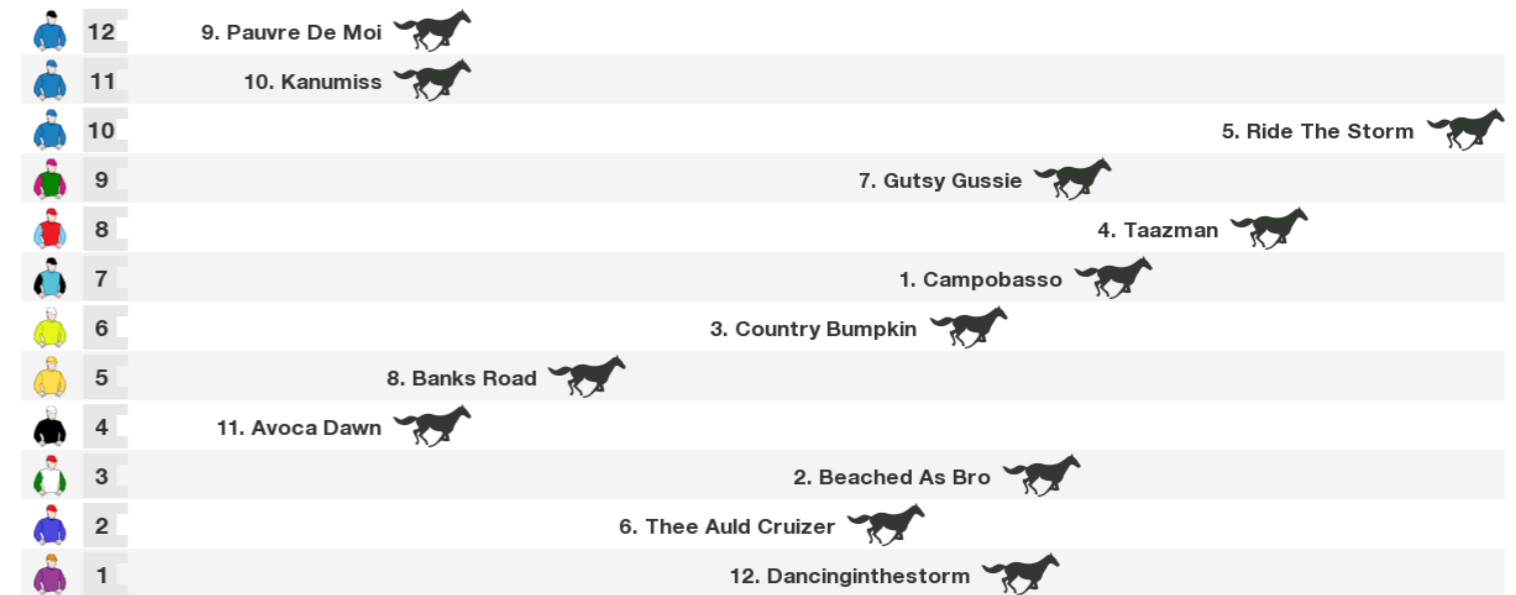 12 9. Pauvre De Moi
11 10. Kanumiss
10 5. Ride The Storm
9 7. Gutsy Gussie
8 4. Taazman
7 1. Campobasso
6 3. Country Bumpkin
5 8. Banks Road
4 11. Avoca Dawn
3 2. Beached As Bro
2 6. Thee Auld Cruizer
1 12. Dancinginthestorm